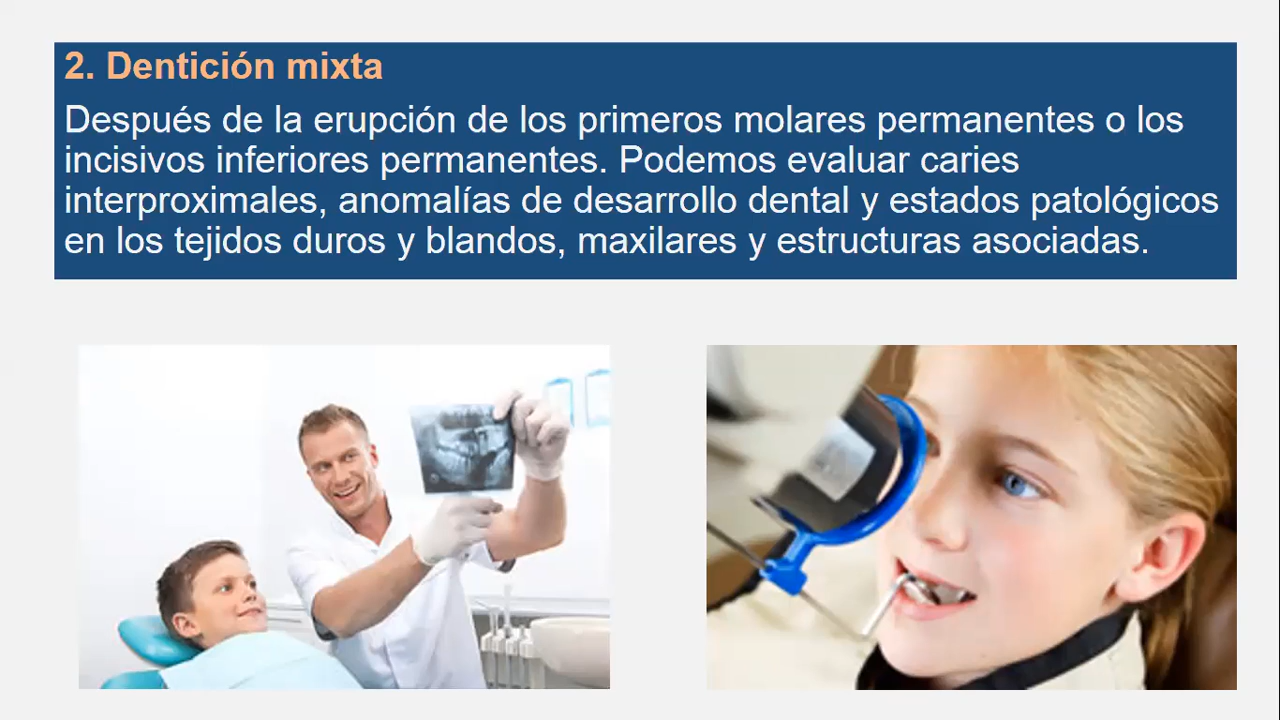 2. Dentición mixta
Después de la erupción de los primeros molares permanentes o los
incisivos inferiores permanentes. Podemos evaluar caries
interproximales, anomalías de desarrollo dental y estados patológicos
en los tejidos duros y blandos, maxilares y estructuras asociadas.